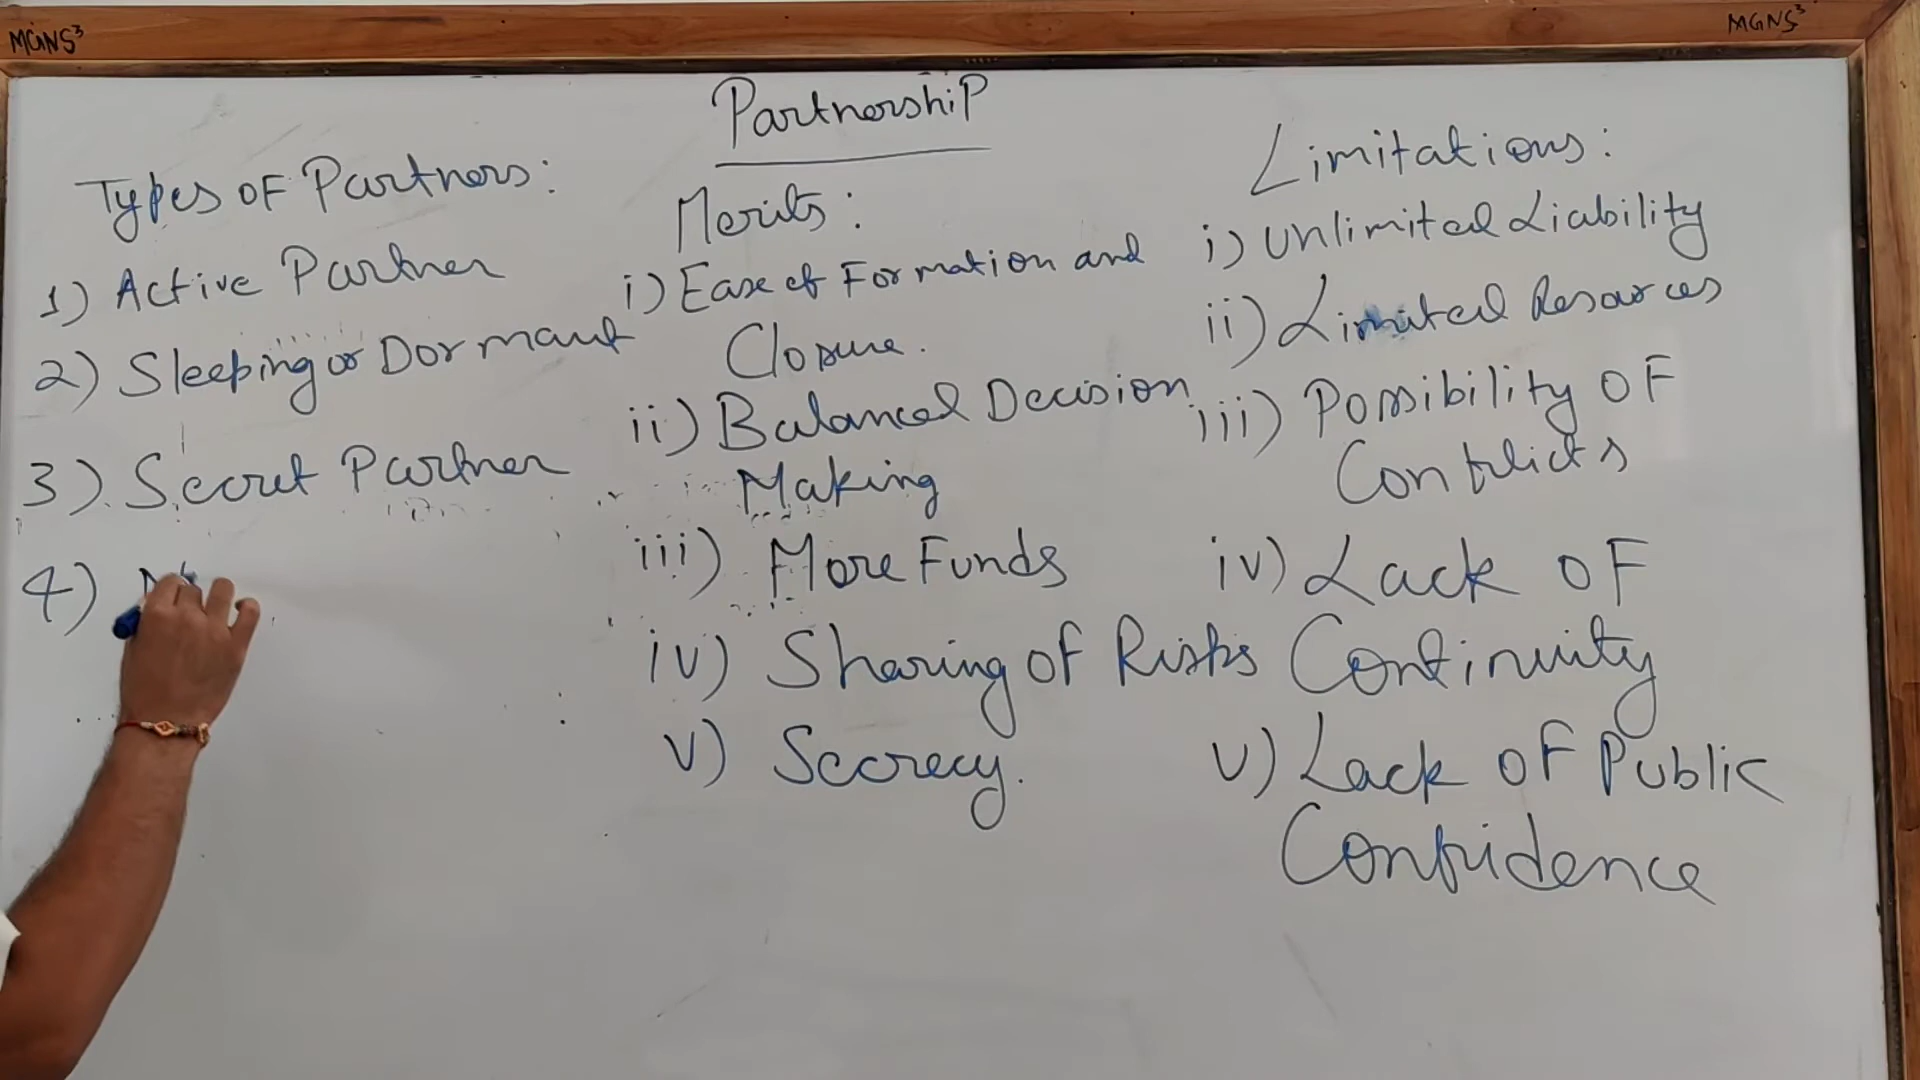 MGNS³
MGNS³
Partnership
Types of Partners:
1) Active Partner
2) Sleeping or Dormant
3) Secret Partner
4)
Merits:
i) Ease of Formation and
Closure.
ii) Balanced Decision
Making
iii) More Funds
iv) Sharing of Risks
v) Secrecy.
Limitations:
i) Unlimited Liability
ii) Limited Resources
iii) Possibility of
Conflicts
iv) Lack of
Continuity
v) Lack of Public
Confidence